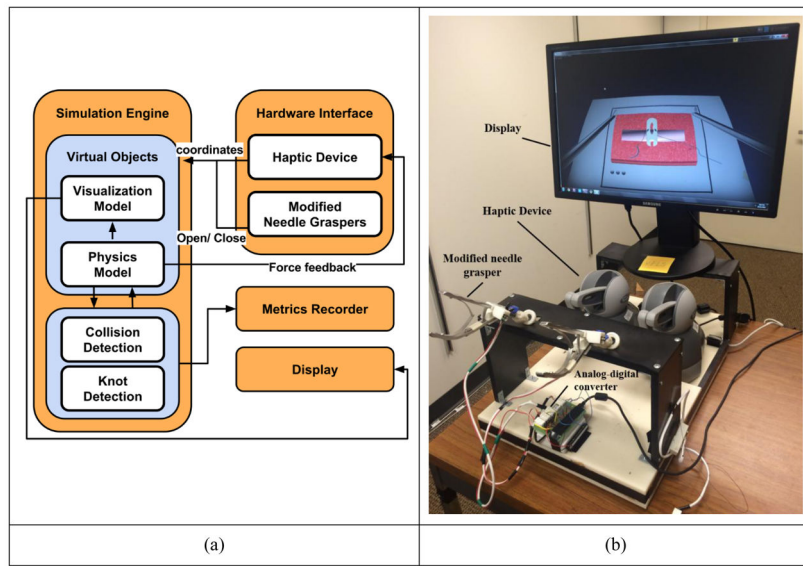 Simulation Engine
Hardware Interface
Virtual Objects
coordinates
Haptic Device
Visualization
Model
Modified
Needle Graspers
Open/ Close
Physics
Model
Force feedback
Metrics Recorder
Collision
Detection
Display
Knot
Detection
Display
Haptic Device
Modified needle
grasper
Analog-digital
converter
SAMSUNG
(a)
(b)